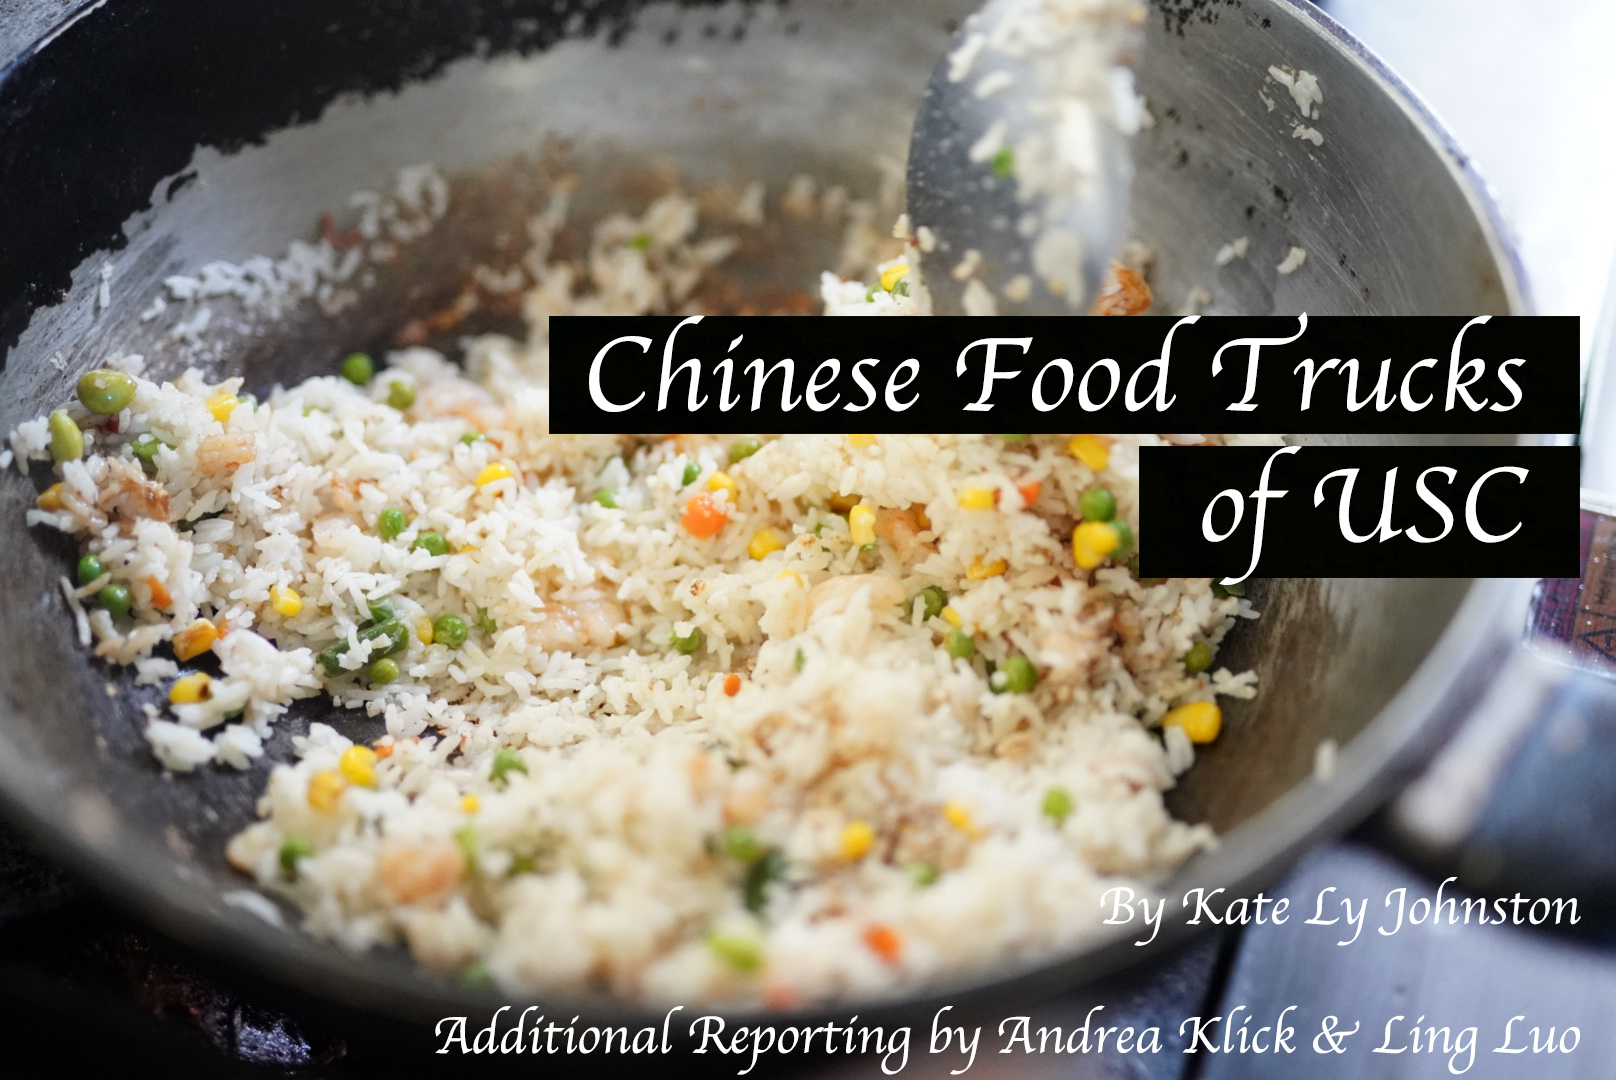 Chinese Food Trucks
of USC
By Kate Ly Johnston
Additional Reporting by Andrea Klick & Ling Luo